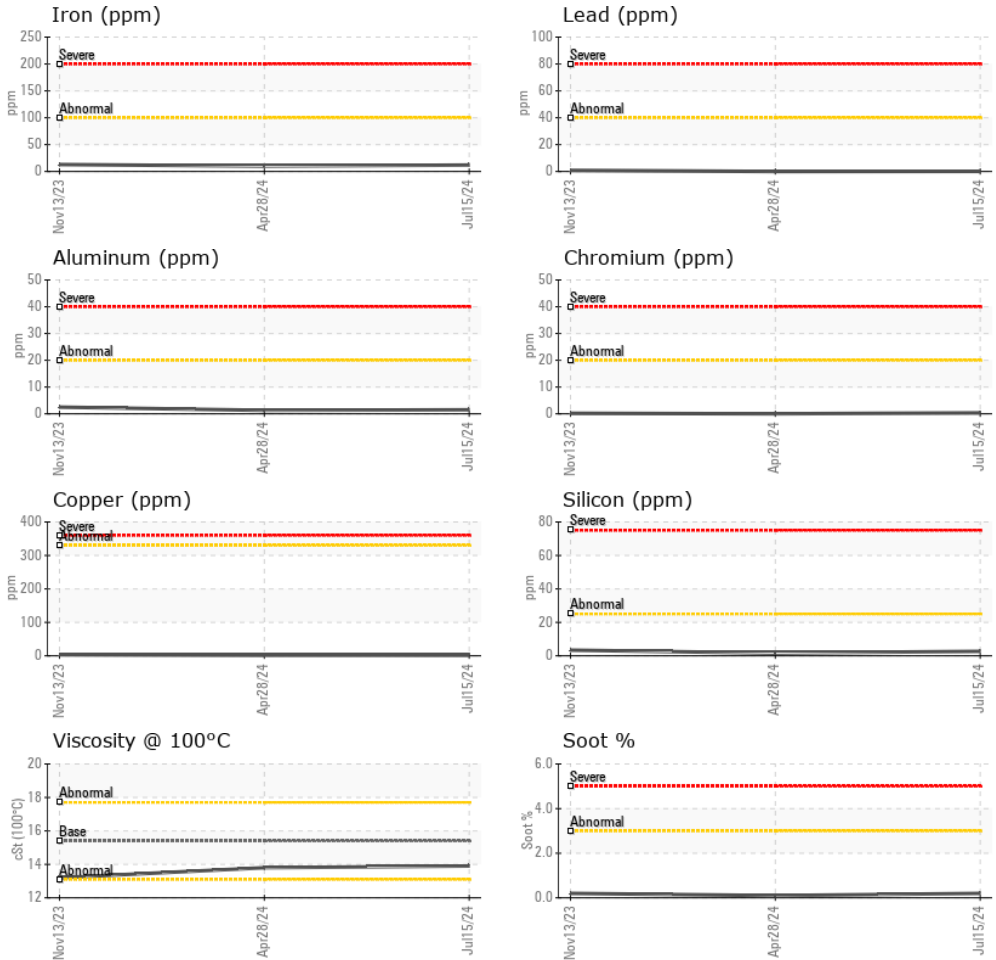 Iron (ppm)
250
200
150
100
50
0
ppm
Severe
Abnormal
Nov13/23
Apr28/24
Jul15/24
Lead (ppm)
100
80
60
40
20
0
ppm
Severe
Abnormal
Nov13/23
Apr28/24
Jul15/24
Aluminum (ppm)
50
40
30
20
10
0
ppm
Severe
Abnormal
Nov13/23
Apr28/24
Jul15/24
Chromium (ppm)
50
40
30
20
10
0
ppm
Severe
Abnormal
Nov13/23
Apr28/24
Jul15/24
Copper (ppm)
400
300
200
100
0
ppm
Severe
Abnormal
Nov13/23
Apr28/24
Jul15/24
Silicon (ppm)
80
60
40
20
0
ppm
Severe
Abnormal
Nov13/23
Apr28/24
Jul15/24
Viscosity @ 100°C
20
18
16
14
12
cSt (100°C)
Abnormal
Base
Abnormal
Nov13/23
Apr28/24
Jul15/24
Soot %
6.0
4.0
2.0
0.0
Soot %
Severe
Abnormal
Nov13/23
Apr28/24
Jul15/24